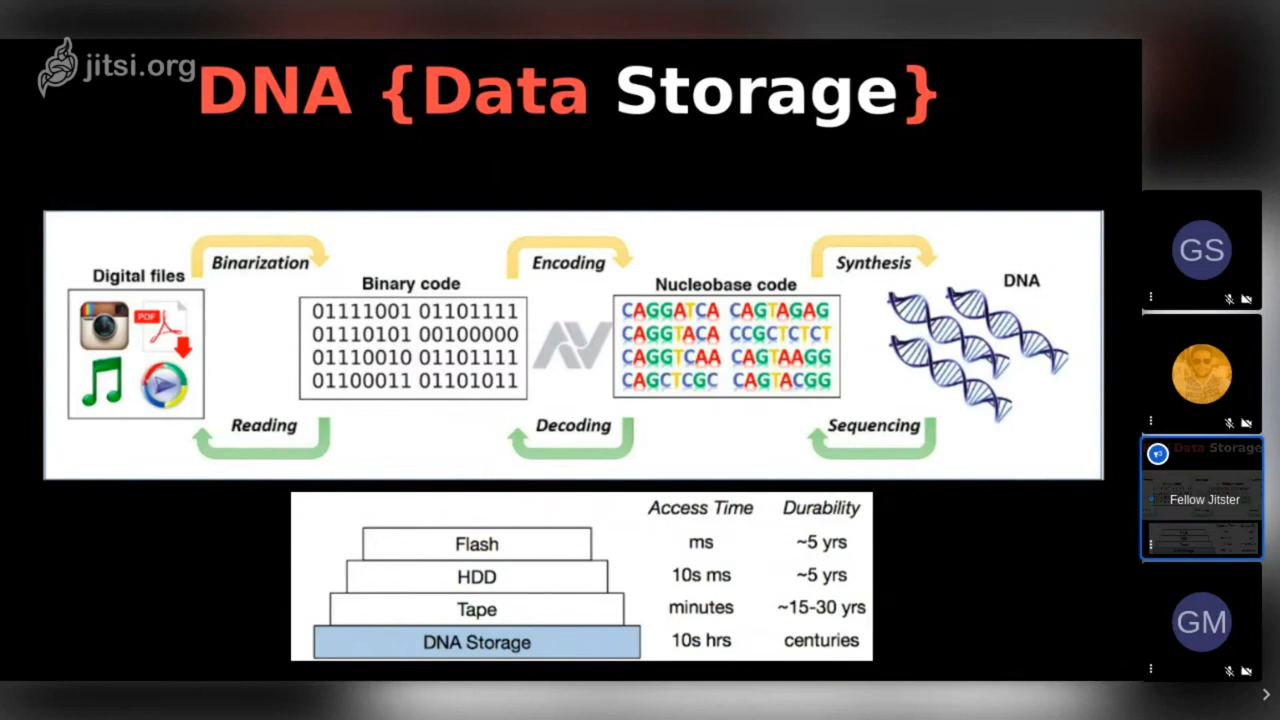 jitsi.org
DNA {Data Storage}
Binarization
Encoding
Synthesis
Digital files
Binary code
Nucleobase code
DNA
PDF
01111001 01101111
01110101 00100000
01110010 01101111
01100011 01101011
AV
CAGGATCA CAGTAGAG
CAGGTACA CCGCTCTCT
CAGGTCAA CAGTAAGG
CAGCTCGC CAGTACGG
Reading
Decoding
Sequencing
Access Time Durability
Flash ms ~5 yrs
HDD 10s ms ~5 yrs
Tape minutes ~15-30 yrs
DNA Storage 10s hrs centuries
GS
Data Storage
Fellow Jitster
GM